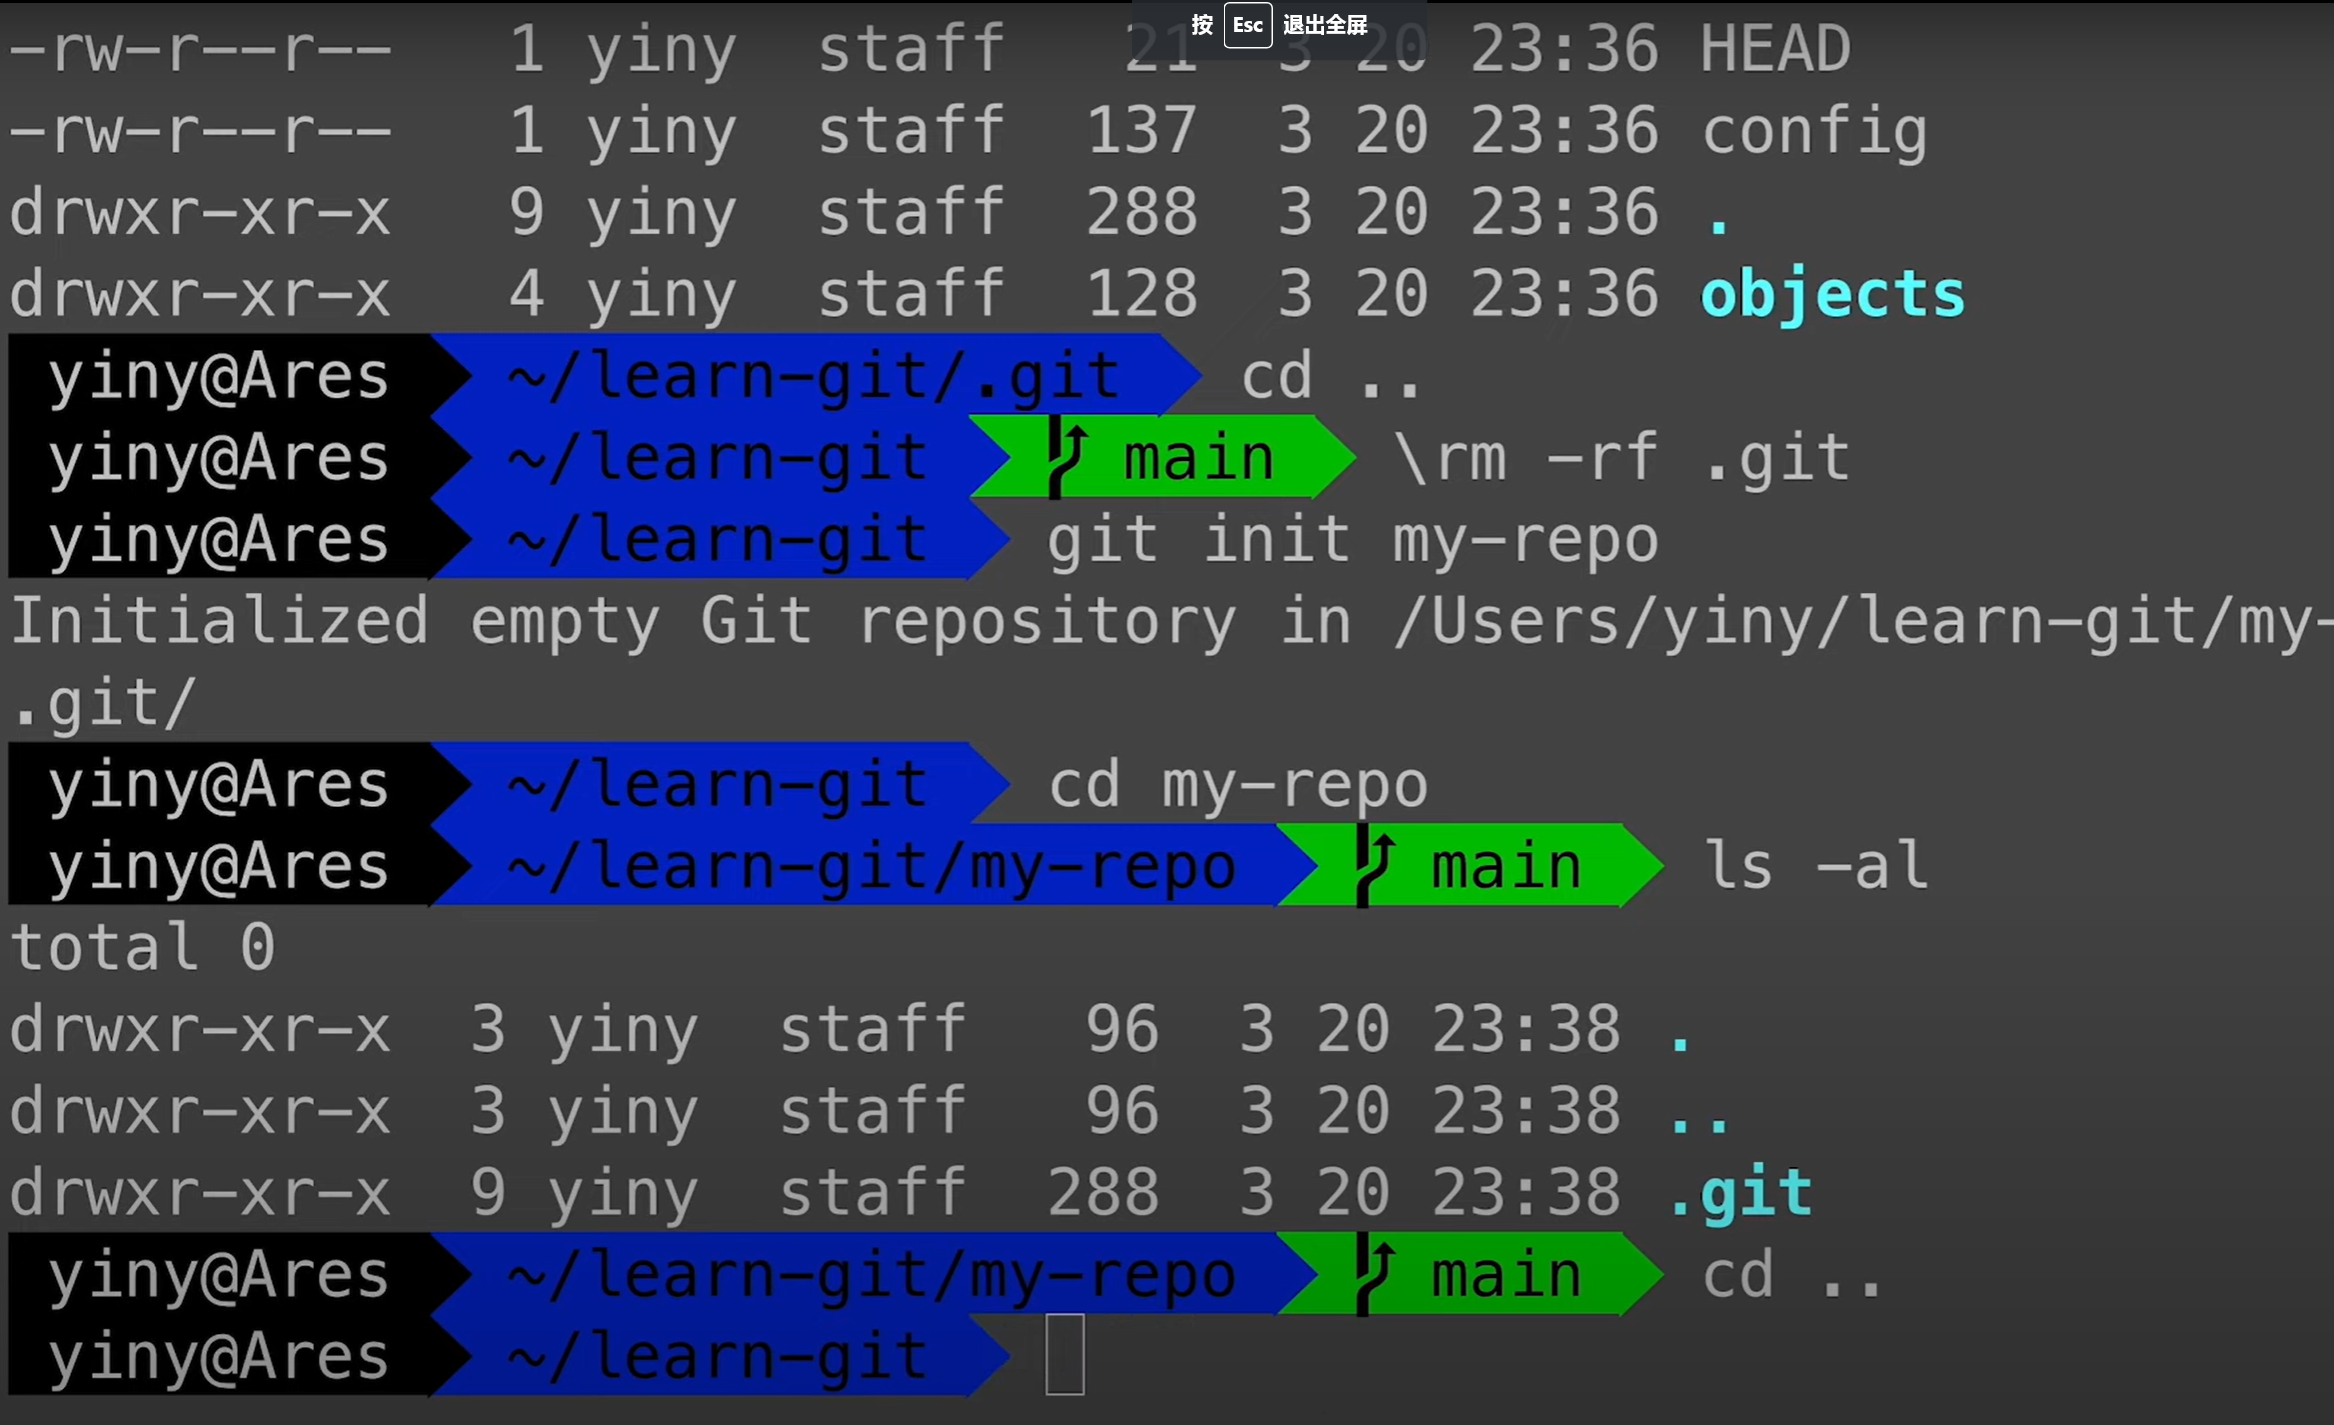 按 Esc 退出全屏
-rw-r--r-- 1 yiny staff 21 3 20 23:36 HEAD
-rw-r--r-- 1 yiny staff 137 3 20 23:36 config
drwxr-xr-x 9 yiny staff 288 3 20 23:36 .
drwxr-xr-x 4 yiny staff 128 3 20 23:36 objects
yiny@Ares ~/learn-git/.git cd ..
yiny@Ares ~/learn-git main \rm -rf .git
yiny@Ares ~/learn-git git init my-repo
Initialized empty Git repository in /Users/yiny/learn-git/my-
.git/
yiny@Ares ~/learn-git cd my-repo
yiny@Ares ~/learn-git/my-repo main ls -al
total 0
drwxr-xr-x 3 yiny staff 96 3 20 23:38 .
drwxr-xr-x 3 yiny staff 96 3 20 23:38 ..
drwxr-xr-x 9 yiny staff 288 3 20 23:38 .git
yiny@Ares ~/learn-git/my-repo main cd ..
yiny@Ares ~/learn-git